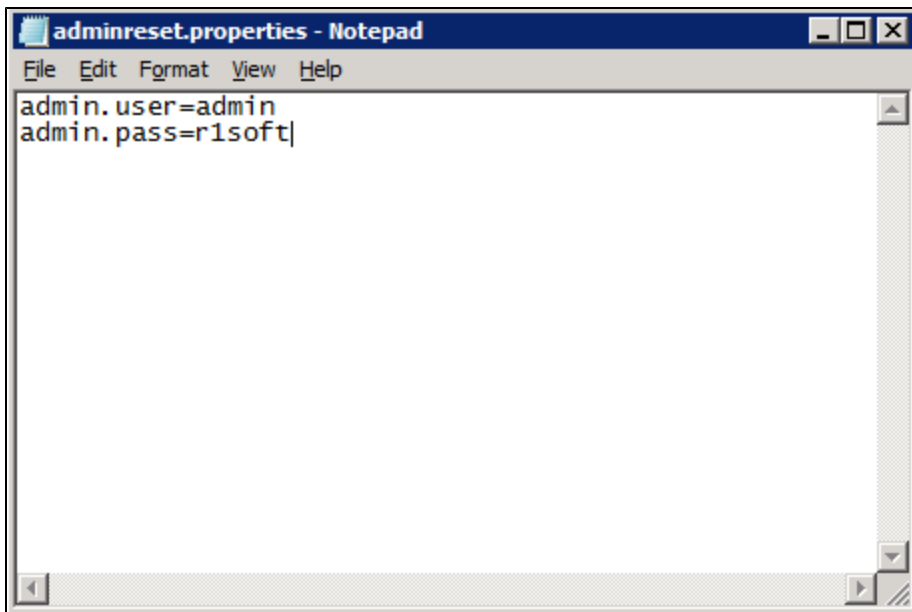 adminreset.properties - Notepad
File Edit Format View Help
admin.user=admin
admin.pass=r1soft